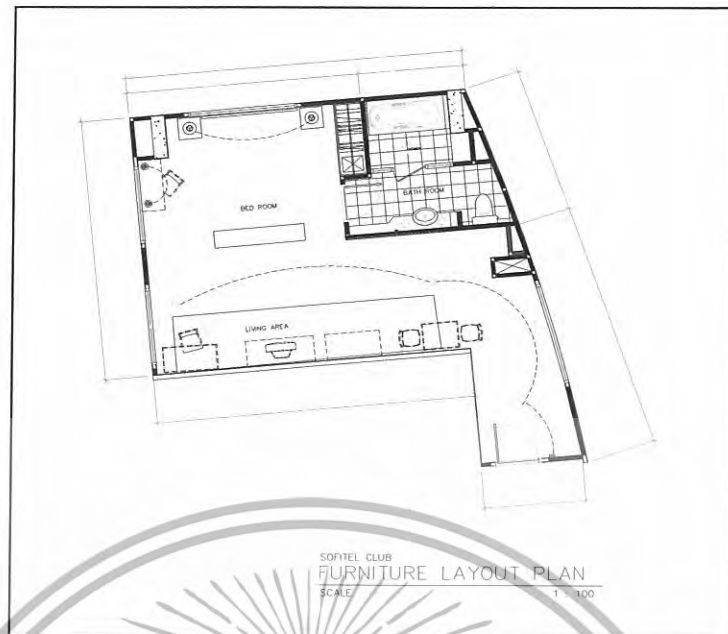 BED ROOM
BATH ROOM
LIVING AREA
SOFITEL CLUB
FURNITURE LAYOUT PLAN
SCALE 1 : 100